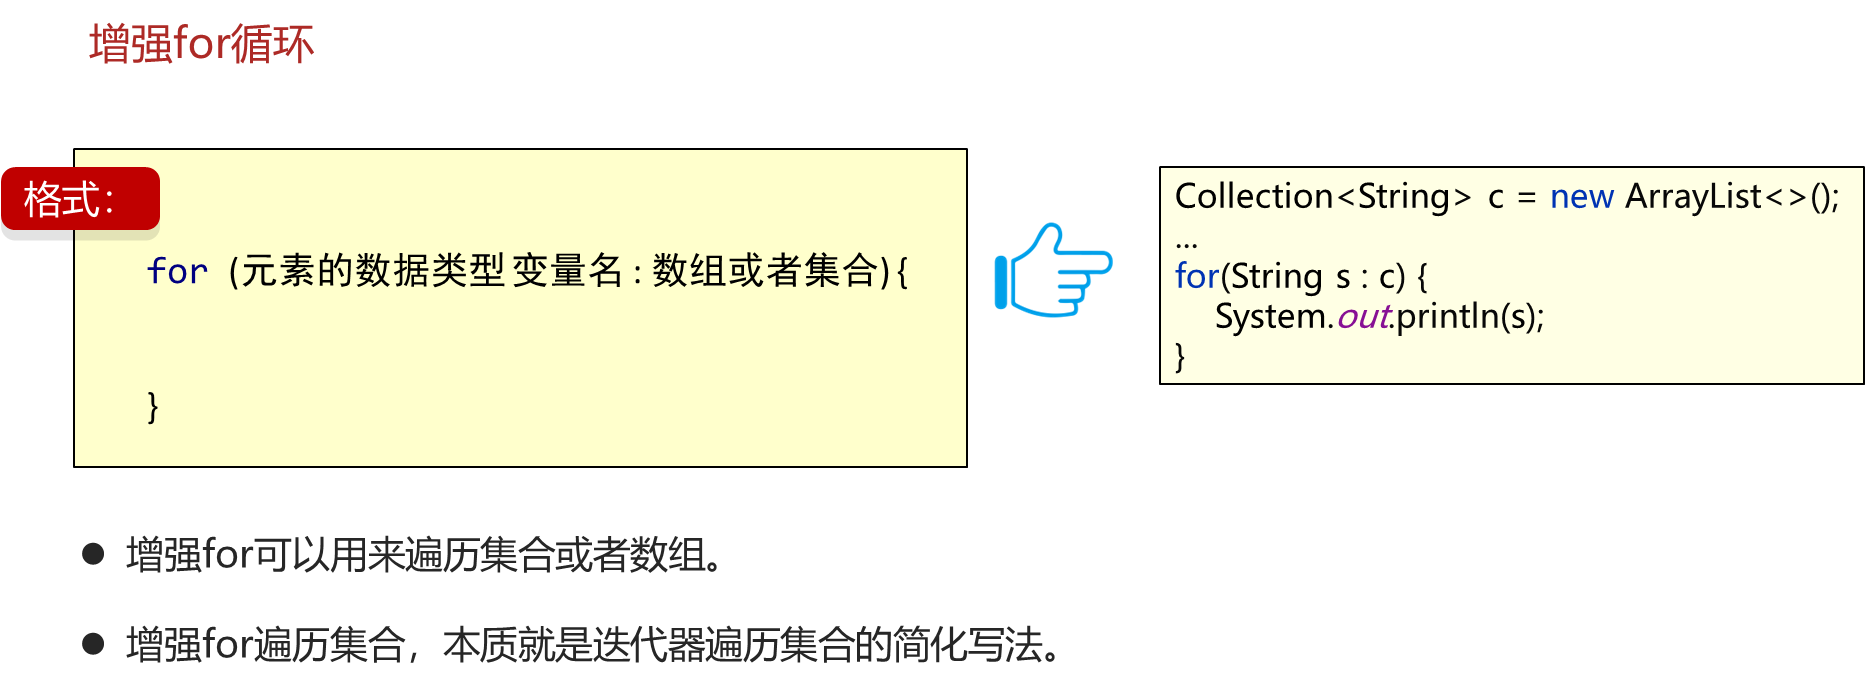 增强for循环
格式：
for (元素的数据类型 变量名 : 数组或者集合){
}
Collection<String> c = new ArrayList<>();
...
for(String s : c) {
System.out.println(s);
}
● 增强for可以用来遍历集合或者数组。
● 增强for遍历集合，本质就是迭代器遍历集合的简化写法。